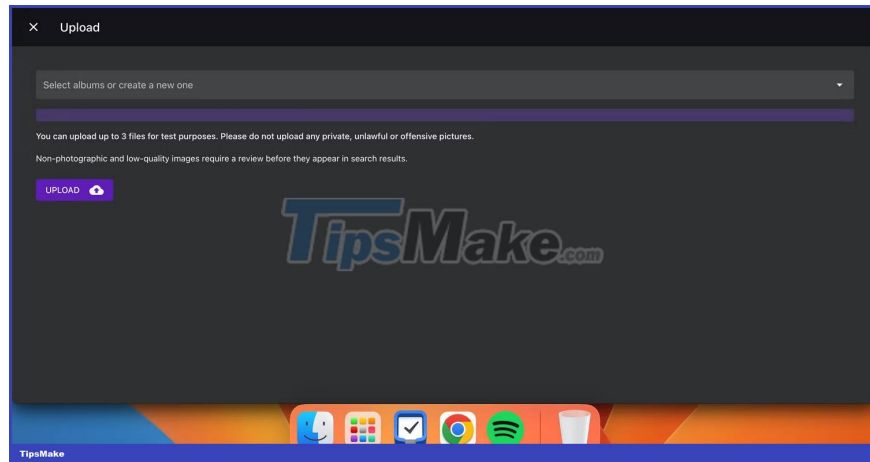 Upload
Select albums or create a new one
You can upload up to 3 files for test purposes. Please do not upload any private, unlawful or offensive pictures.
Non-photographic and low-quality images require a review before they appear in search results.
UPLOAD
TipsMake.com
TipsMake